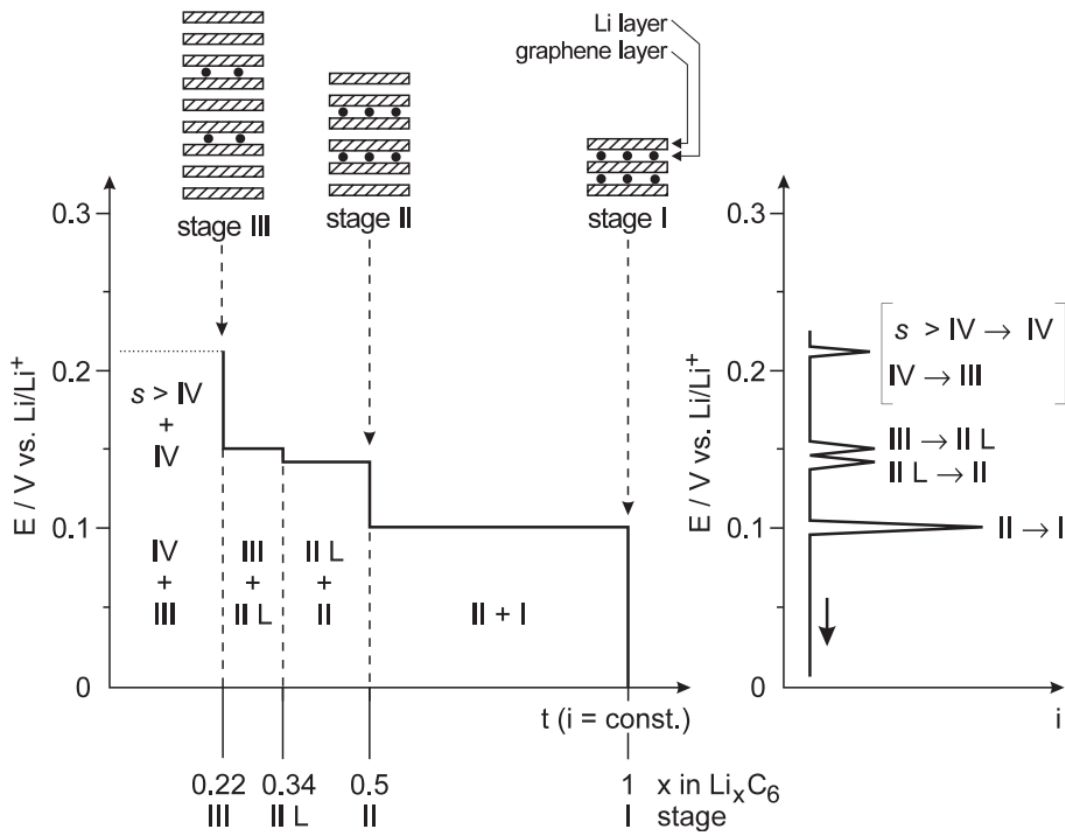 Li layer
graphene layer
stage III
stage II
stage I
0.3
0.2
0.1
0
E / V vs. Li/Li⁺
s > IV
+
IV
IV
+
III
III
+
II L
II L
+
II
II + I
t (i = const.)
0.22 0.34 0.5 1 x in LiₓC₆
III II L II I stage
0.3
0.2
0.1
0
E / V vs. Li/Li⁺
s > IV → IV
IV → III
III → II L
II L → II
II → I
i